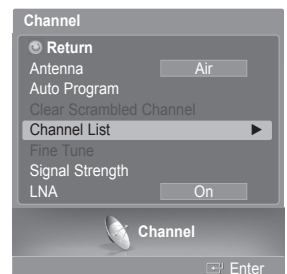 Channel
Return
Antenna Air
Auto Program
Clear Scrambled Channel
Channel List ►
Fine Tune
Signal Strength
LNA On
Channel
Enter